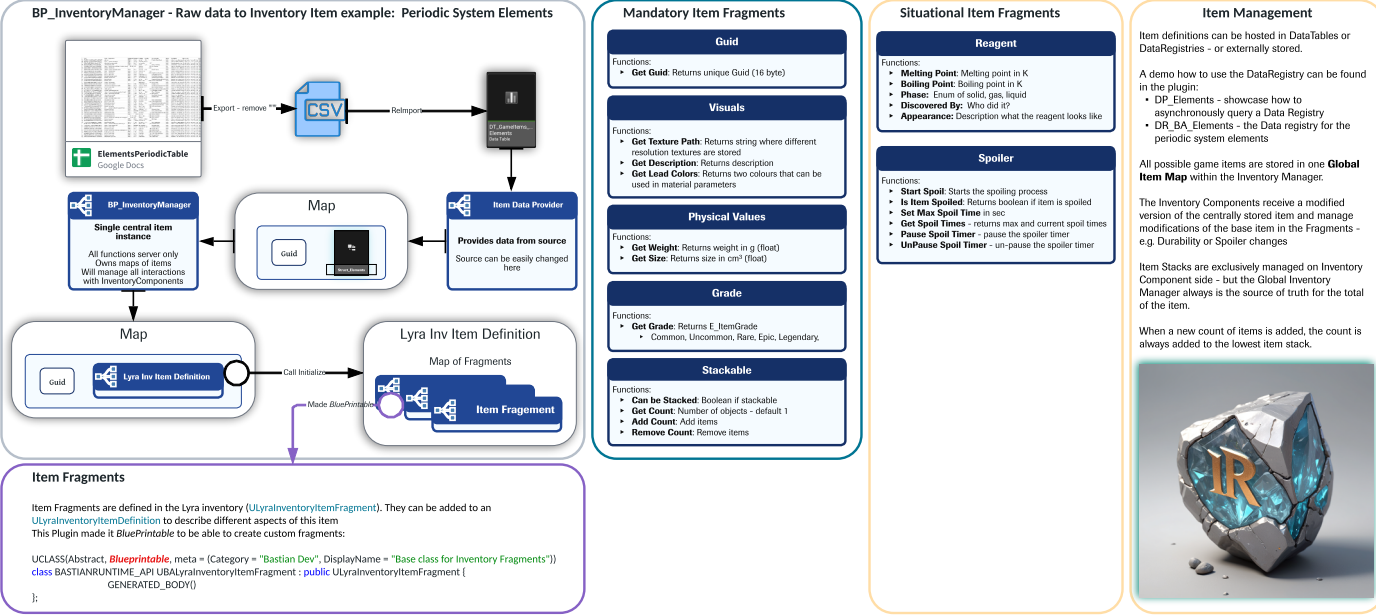 BP_InventoryManager - Raw data to Inventory Item example: Periodic System Elements
ElementsPeriodicTable
Google Docs
Export - remove ""
CSV
ReImport
DT_GameItems_...
Elements
Data Table
BP_InventoryManager
Single central item
instance
All functions server only
Owns maps of items
Will manage all interactions
with InventoryComponents
Map
Guid
Struct_Elements
Item Data Provider
Provides data from source
Source can be easily changed
here
Map
Guid
Lyra Inv Item Definition
Call Initialize
Lyra Inv Item Definition
Map of Fragments
Item Fragement
Made BluePrintable
Item Fragments
Item Fragments are defined in the Lyra inventory (ULyraInventoryItemFragment). They can be added to an
ULyraInventoryItemDefinition to describe different aspects of this item
This Plugin made it BluePrintable to be able to create custom fragments:
UCLASS(Abstract, Blueprintable, meta = (Category = "Bastian Dev", DisplayName = "Base class for Inventory Fragments"))
class BASTIANRUNTIME_API UBALyraInventoryItemFragment : public ULyraInventoryItemFragment {
GENERATED_BODY()
};
Mandatory Item Fragments
Guid
Functions:
‣ Get Guid: Returns unique Guid (16 byte)
Visuals
Functions:
‣ Get Texture Path: Returns string where different
resolution textures are stored
‣ Get Description: Returns description
‣ Get Lead Colors: Returns two colours that can be
used in material parameters
Physical Values
Functions:
‣ Get Weight: Returns weight in g (float)
‣ Get Size: Returns size in cm³ (float)
Grade
Functions:
‣ Get Grade: Returns E_ItemGrade
‣ Common, Uncommon, Rare, Epic, Legendary,
Stackable
Functions:
‣ Can be Stacked: Boolean if stackable
‣ Get Count: Number of objects - default 1
‣ Add Count: Add items
‣ Remove Count: Remove items
Situational Item Fragments
Reagent
Functions:
‣ Melting Point: Melting point in K
‣ Boiling Point: Boiling point in K
‣ Phase: Enum of solid, gas, liquid
‣ Discovered By: Who did it?
‣ Appearance: Description what the reagent looks like
Spoiler
Functions:
‣ Start Spoil: Starts the spoiling process
‣ Is Item Spoiled: Returns boolean if item is spoiled
‣ Set Max Spoil Time in sec
‣ Get Spoil Times - returns max and current spoil times
‣ Pause Spoil Timer - pause the spoiler timer
‣ UnPause Spoil Timer - un-pause the spoiler timer
Item Management
Item definitions can be hosted in DataTables or
DataRegistries - or externally stored.
A demo how to use the DataRegistry can be found
in the plugin:
• DP_Elements - showcase how to
asynchronously query a Data Registry
• DR_BA_Elements - the Data registry for the
periodic system elements
All possible game items are stored in one Global
Item Map within the Inventory Manager.
The Inventory Components receive a modified
version of the centrally stored item and manage
modifications of the base item in the Fragments -
e.g. Durability or Spoiler changes
Item Stacks are exclusively managed on Inventory
Component side - but the Global Inventory
Manager always is the source of truth for the total
of the item.
When a new count of items is added, the count is
always added to the lowest item stack.
IR